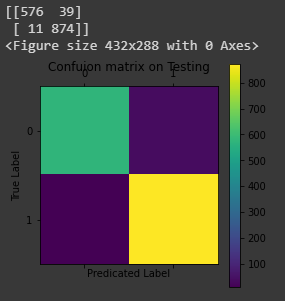 [[576  39]
 [ 11 874]]
<Figure size 432x288 with 0 Axes>
Confuion matrix on Testing
0 1
800
700
600
500
400
300
200
100
0
1
True Label
Predicated Label